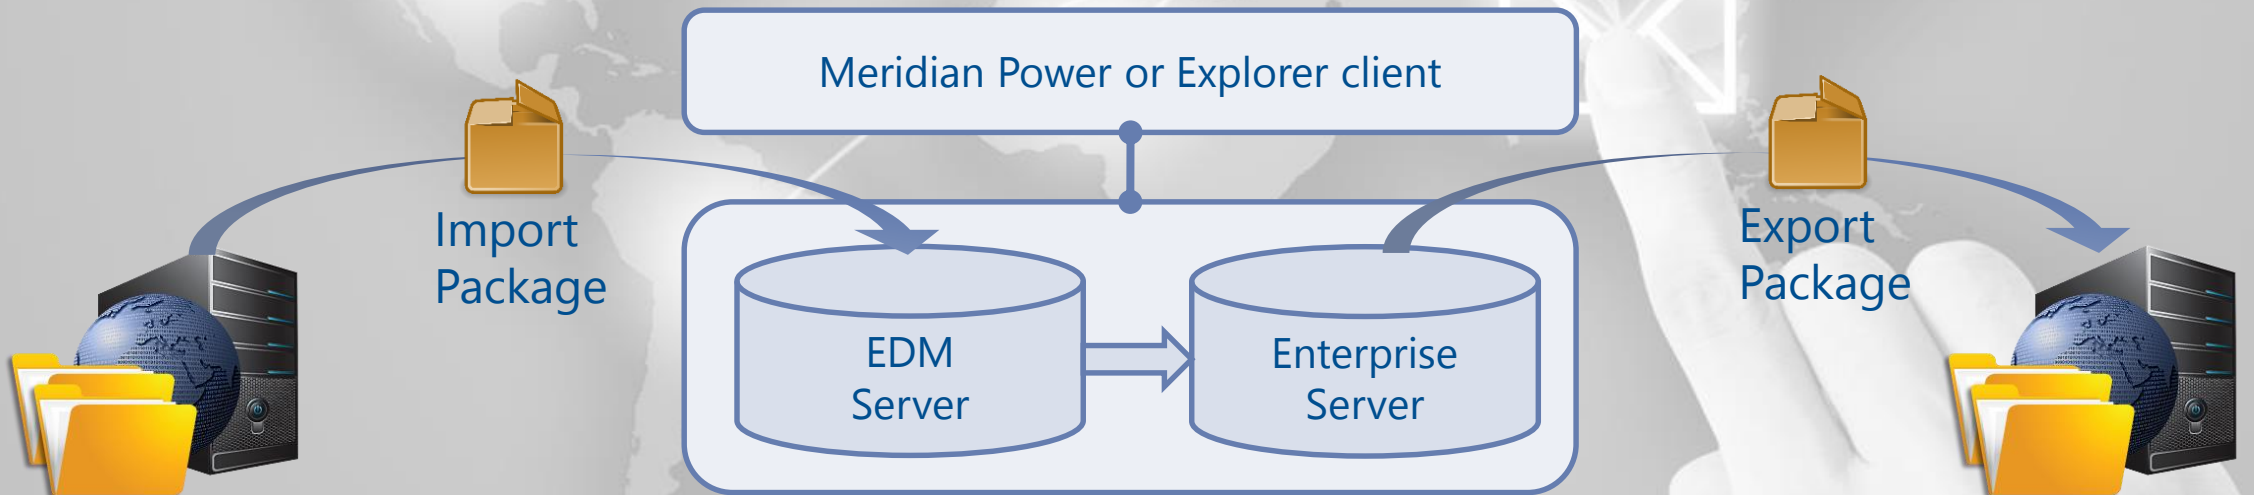 Meridian Power or Explorer client
Import
Package
EDM
Server
Enterprise
Server
Export
Package